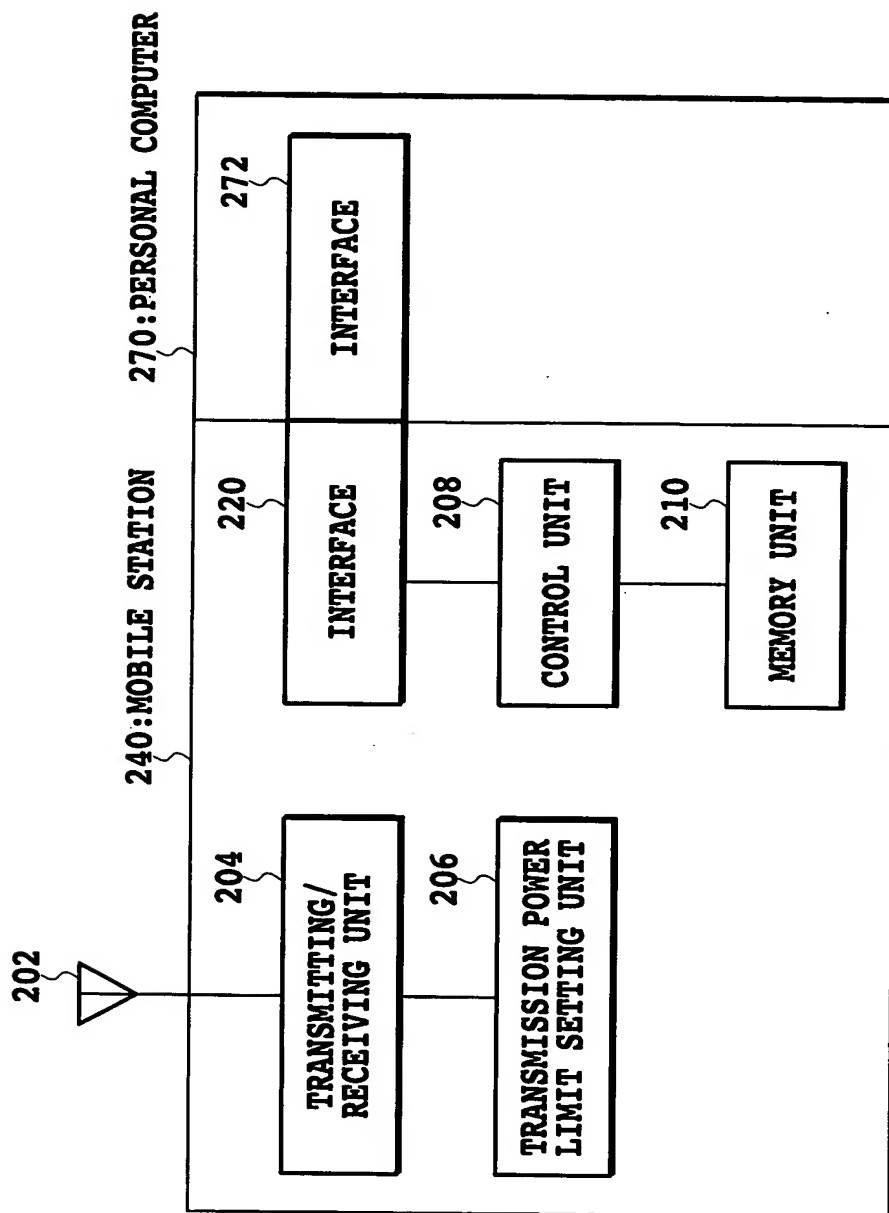 202
240:MOBILE STATION
270:PERSONAL COMPUTER
204
220
272
TRANSMITTING/
RECEIVING UNIT
INTERFACE
INTERFACE
206
208
TRANSMISSION POWER
LIMIT SETTING UNIT
CONTROL UNIT
210
MEMORY UNIT